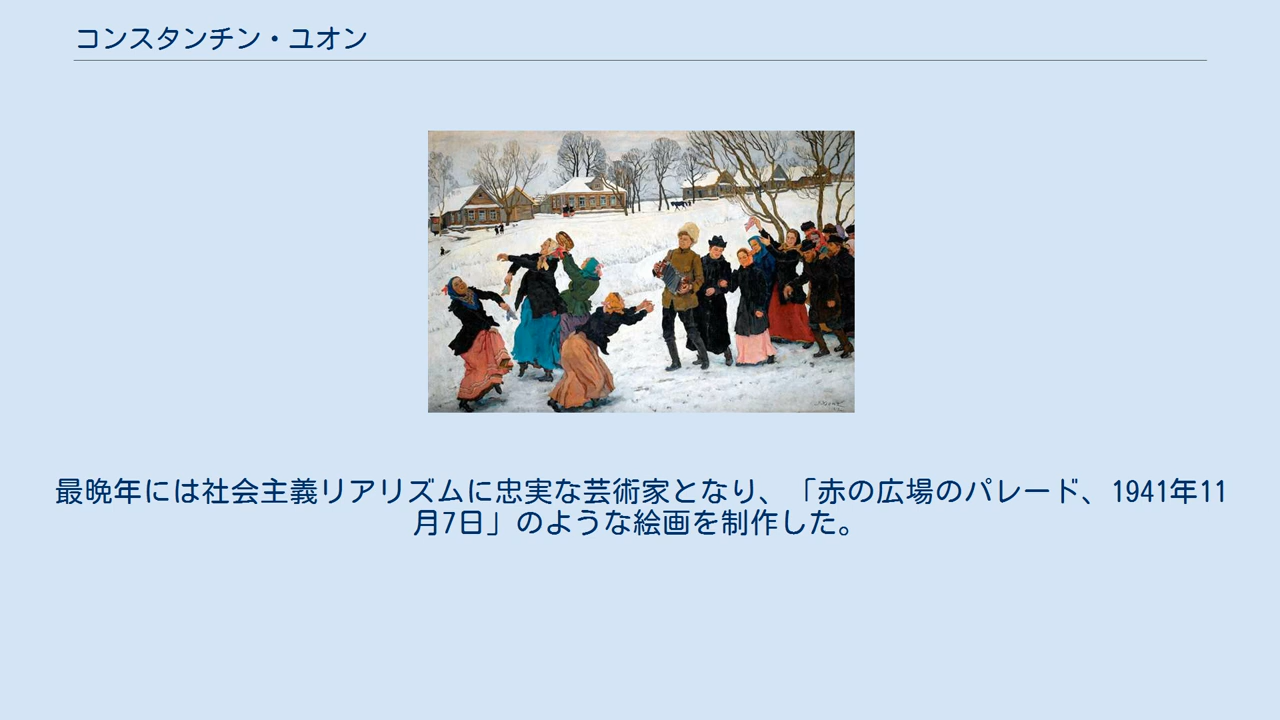 コンスタンチン・ユオン
最晩年には社会主義リアリズムに忠実な芸術家となり、「赤の広場のパレード、1941年11
月7日」のような絵画を制作した。